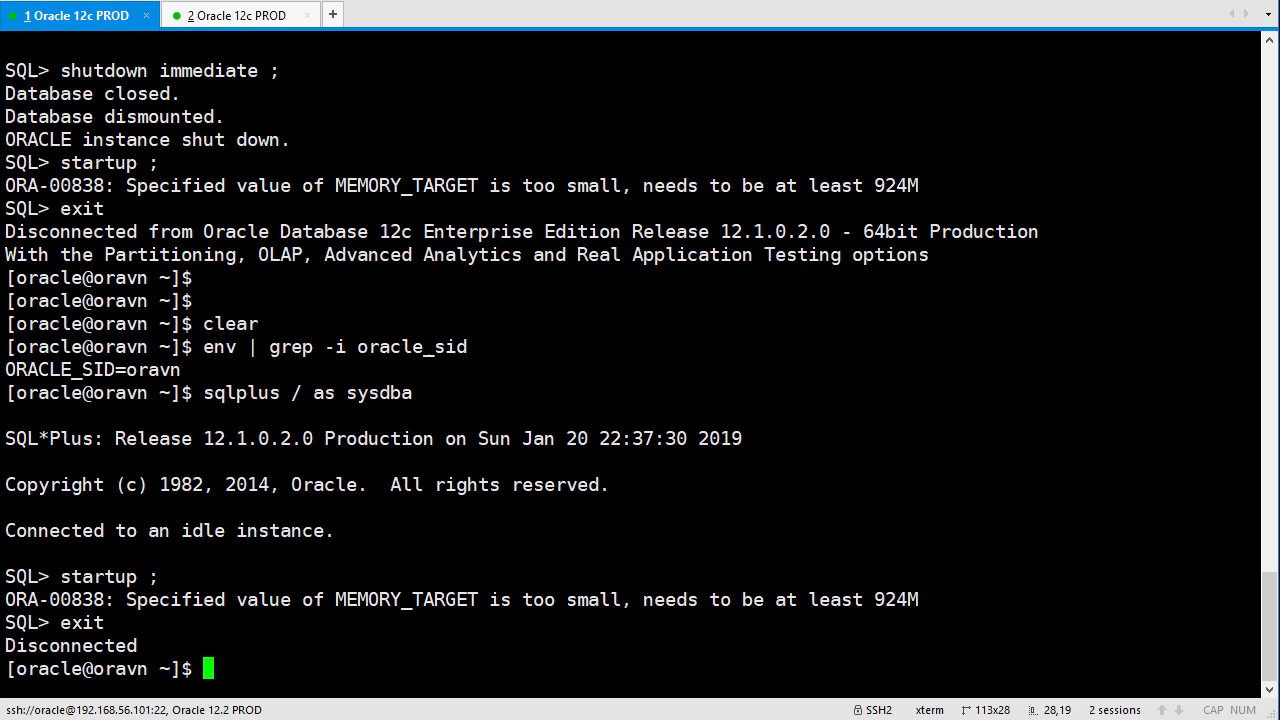 1 Oracle 12c PROD × 2 Oracle 12c PROD × +
SQL> shutdown immediate ;
Database closed.
Database dismounted.
ORACLE instance shut down.
SQL> startup ;
ORA-00838: Specified value of MEMORY_TARGET is too small, needs to be at least 924M
SQL> exit
Disconnected from Oracle Database 12c Enterprise Edition Release 12.1.0.2.0 - 64bit Production
With the Partitioning, OLAP, Advanced Analytics and Real Application Testing options
[oracle@oravn ~]$
[oracle@oravn ~]$
[oracle@oravn ~]$ clear
[oracle@oravn ~]$ env | grep -i oracle_sid
ORACLE_SID=oravn
[oracle@oravn ~]$ sqlplus / as sysdba
SQL*Plus: Release 12.1.0.2.0 Production on Sun Jan 20 22:37:30 2019
Copyright (c) 1982, 2014, Oracle.  All rights reserved.
Connected to an idle instance.
SQL> startup ;
ORA-00838: Specified value of MEMORY_TARGET is too small, needs to be at least 924M
SQL> exit
Disconnected
[oracle@oravn ~]$
ssh://oracle@192.168.56.101:22, Oracle 12.2 PROD SSH2 xterm 113x28 28,19 2 sessions CAP NUM